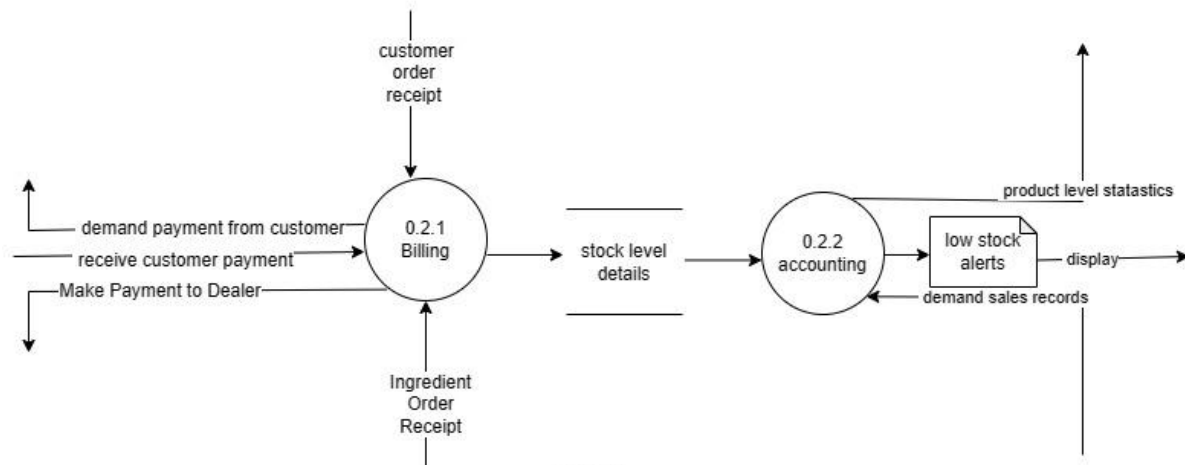 customer
order
receipt
demand payment from customer
receive customer payment
Make Payment to Dealer
0.2.1
Billing
Ingredient
Order
Receipt
stock level
details
0.2.2
accounting
product level statastics
low stock
alerts
display
demand sales records